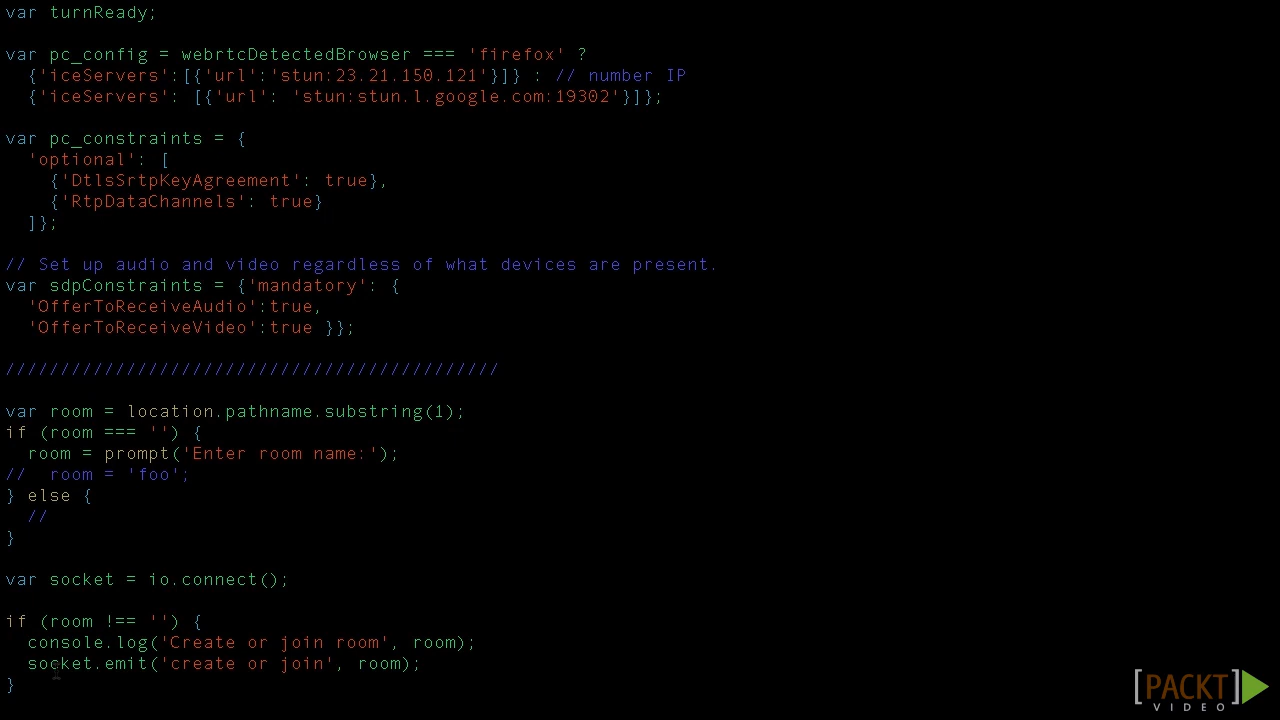 var turnReady;
var pc_config = webrtcDetectedBrowser === 'firefox' ?
  {'iceServers':[{'url':'stun:23.21.150.121'}]} : // number IP
  {'iceServers': [{'url': 'stun:stun.l.google.com:19302'}]};
var pc_constraints = {
  'optional': [
    {'DtlsSrtpKeyAgreement': true},
    {'RtpDataChannels': true}
  ]};
// Set up audio and video regardless of what devices are present.
var sdpConstraints = {'mandatory': {
  'OfferToReceiveAudio':true,
  'OfferToReceiveVideo':true }};
/////////////////////////////////////////////
var room = location.pathname.substring(1);
if (room === '') {
  room = prompt('Enter room name:');
//  room = 'foo';
} else {
  //
}
var socket = io.connect();
if (room !== '') {
  console.log('Create or join room', room);
  socket.emit('create or join', room);
}
[PACKT]
VIDEO